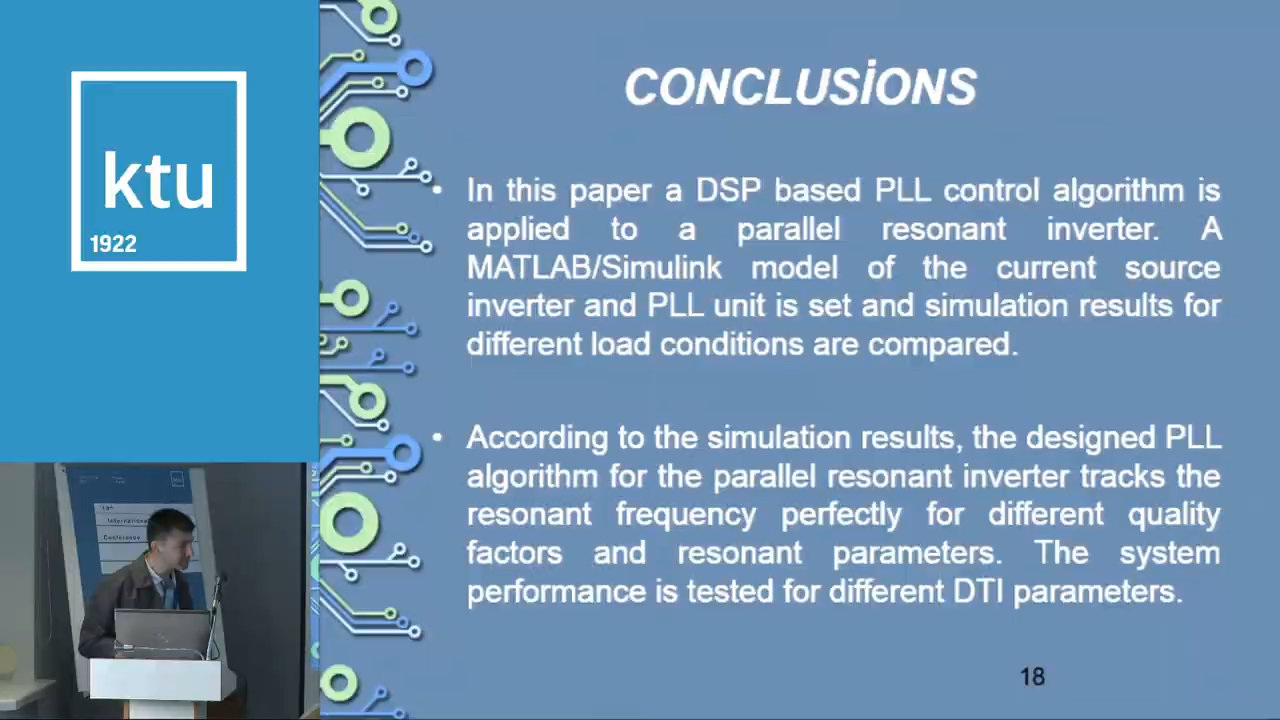 ktu
1922
CONCLUSİONS
• In this paper a DSP based PLL control algorithm is
applied to a parallel resonant inverter. A
MATLAB/Simulink model of the current source
inverter and PLL unit is set and simulation results for
different load conditions are compared.
• According to the simulation results, the designed PLL
algorithm for the parallel resonant inverter tracks the
resonant frequency perfectly for different quality
factors and resonant parameters. The system
performance is tested for different DTI parameters.
18
ktu
International
Conference